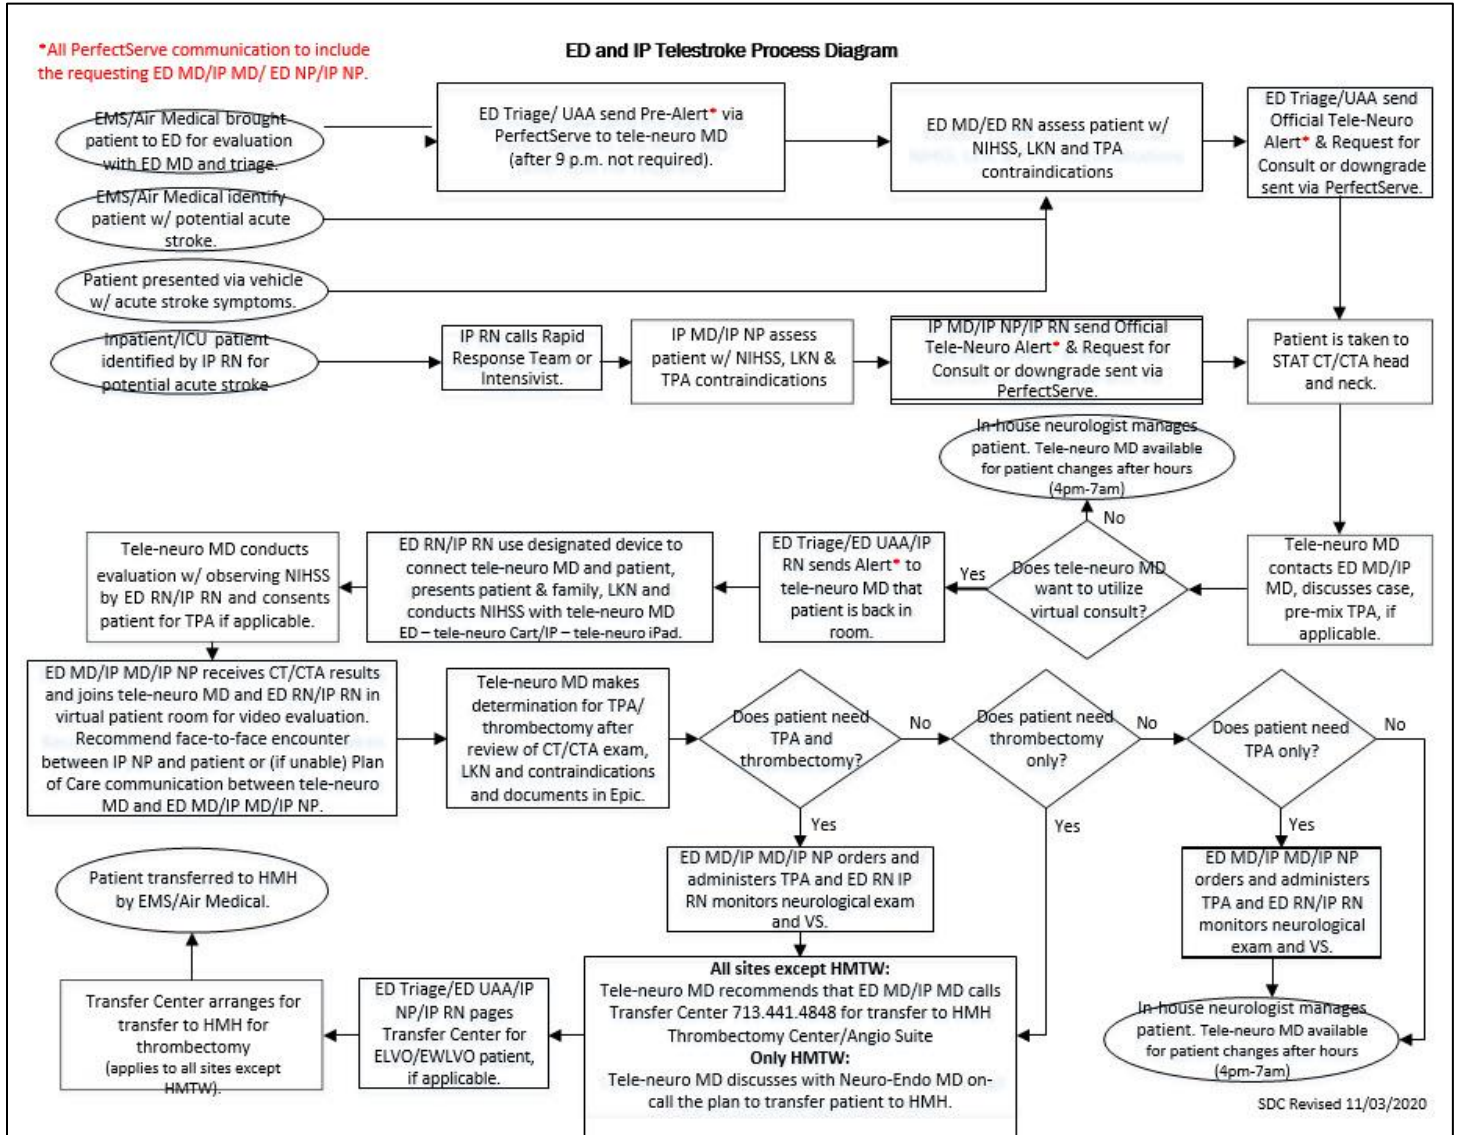 *All PerfectServe communication to include
the requesting ED MD/IP MD/ ED NP/IP NP.
ED and IP Telestroke Process Diagram
EMS/Air Medical brought
patient to ED for evaluation
with ED MD and triage.
ED Triage/ UAA send Pre-Alert* via
PerfectServe to tele-neuro MD
(after 9 p.m. not required).
ED MD/ED RN assess patient w/
NIHSS, LKN and TPA
contraindications
ED Triage/UAA send
Official Tele-Neuro
Alert* & Request for
Consult or downgrade
sent via PerfectServe.
EMS/Air Medical identify
patient w/ potential acute
stroke.
Patient presented via vehicle
w/ acute stroke symptoms.
Inpatient/ICU patient
identified by IP RN for
potential acute stroke
IP RN calls Rapid
Response Team or
Intensivist.
IP MD/IP NP assess
patient w/ NIHSS, LKN &
TPA contraindications
IP MD/IP NP/IP RN send Official
Tele-Neuro Alert* & Request for
Consult or downgrade sent via
PerfectServe.
Patient is taken to
STAT CT/CTA head
and neck.
In-house neurologist manages
patient. Tele-neuro MD available
for patient changes after hours
(4pm-7am)
No
Tele-neuro MD
contacts ED MD/IP
MD, discusses case,
pre-mix TPA, if
applicable.
Does tele-neuro MD
want to utilize
virtual consult?
Yes
ED Triage/ED UAA/IP
RN sends Alert* to
tele-neuro MD that
patient is back in
room.
ED RN/IP RN use designated device to
connect tele-neuro MD and patient,
presents patient & family, LKN and
conducts NIHSS with tele-neuro MD
ED – tele-neuro Cart/IP – tele-neuro iPad.
Tele-neuro MD conducts
evaluation w/ observing NIHSS
by ED RN/IP RN and consents
patient for TPA if applicable.
ED MD/IP MD/IP NP receives CT/CTA results
and joins tele-neuro MD and ED RN/IP RN in
virtual patient room for video evaluation.
Recommend face-to-face encounter
between IP NP and patient or (if unable) Plan
of Care communication between tele-neuro
MD and ED MD/IP MD/IP NP.
Tele-neuro MD makes
determination for TPA/
thrombectomy after
review of CT/CTA exam,
LKN and contraindications
and documents in Epic.
Does patient need
TPA and
thrombectomy?
No
Does patient need
thrombectomy
only?
No
Does patient need
TPA only?
No
Yes
Yes
Yes
ED MD/IP MD/IP NP orders and
administers TPA and ED RN IP
RN monitors neurological exam
and VS.
ED MD/IP MD/IP NP
orders and administers
TPA and ED RN/IP RN
monitors neurological
exam and VS.
Patient transferred to HMH
by EMS/Air Medical.
Transfer Center arranges for
transfer to HMH for
thrombectomy
(applies to all sites except
HMTW).
ED Triage/ED UAA/IP
NP/IP RN pages
Transfer Center for
ELVO/EWLVO patient,
if applicable.
All sites except HMTW:
Tele-neuro MD recommends that ED MD/IP MD calls
Transfer Center 713.441.4848 for transfer to HMH
Thrombectomy Center/Angio Suite
Only HMTW:
Tele-neuro MD discusses with Neuro-Endo MD on-
call the plan to transfer patient to HMH.
In-house neurologist manages
patient. Tele-neuro MD available
for patient changes after hours
(4pm-7am)
SDC Revised 11/03/2020